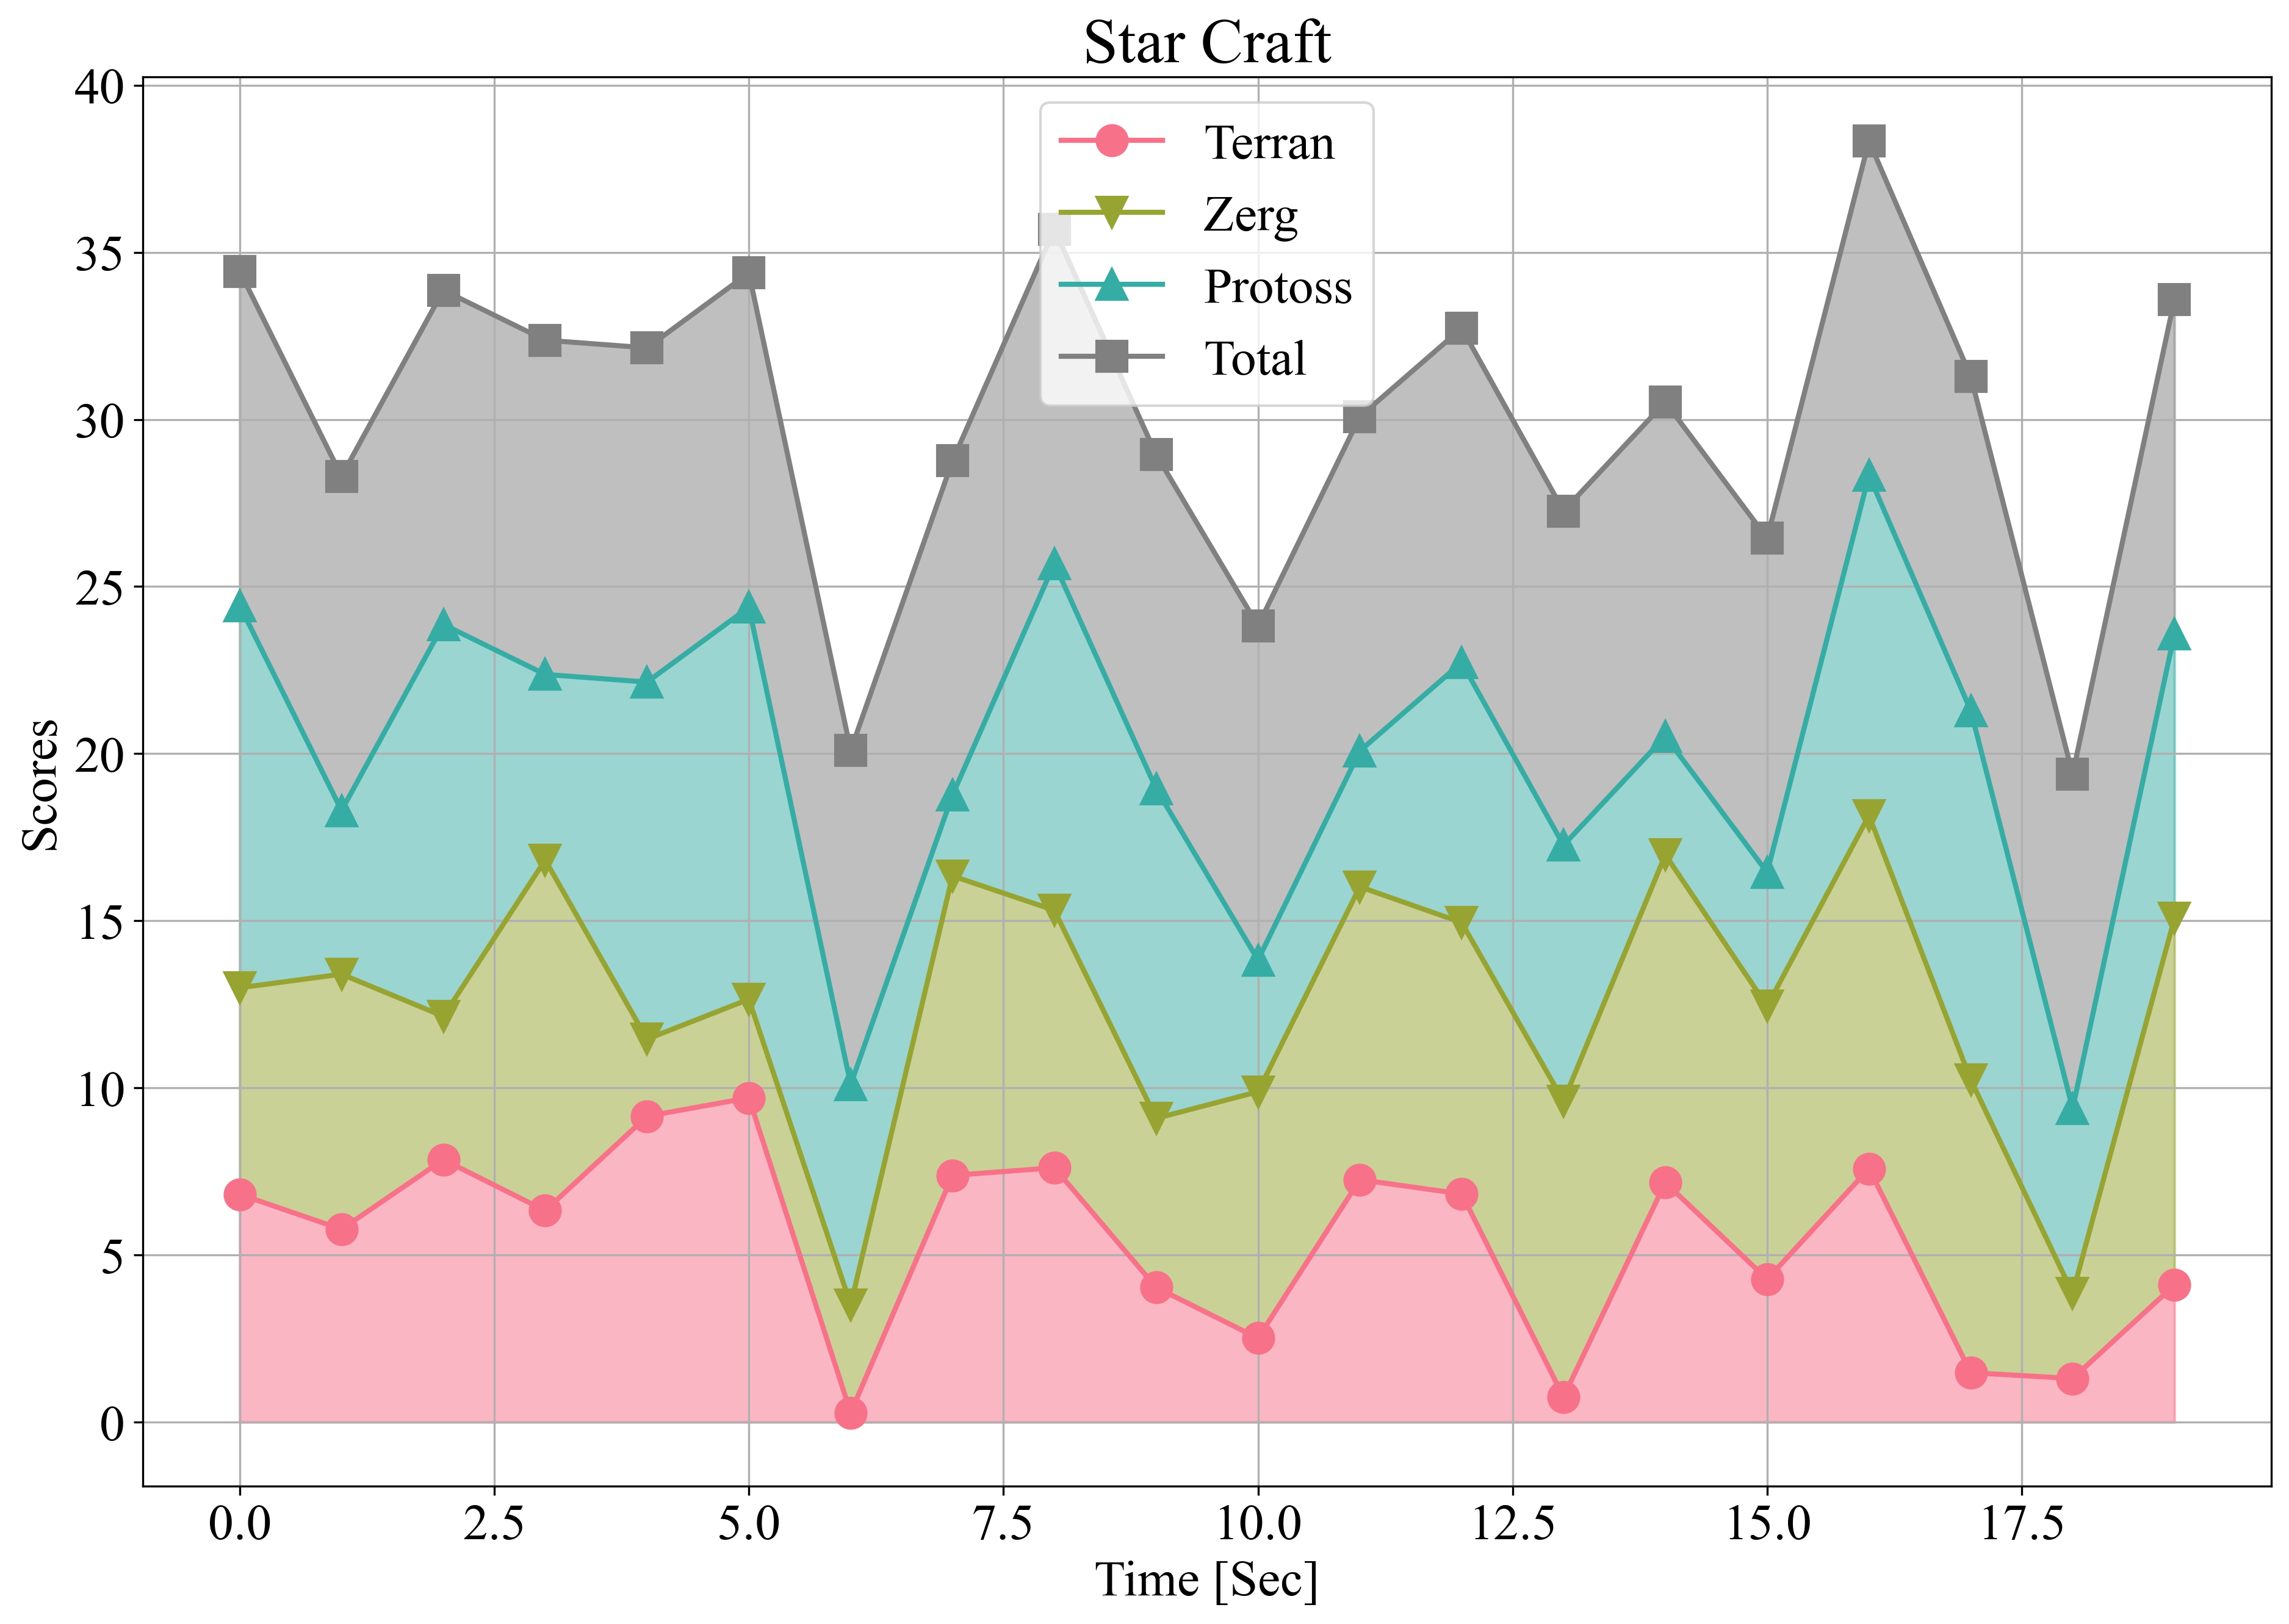 Star Craft
Terran
Zerg
Protoss
Total
Scores
40
35
30
25
20
15
10
5
0
0.0 2.5 5.0 7.5 10.0 12.5 15.0 17.5
Time [Sec]